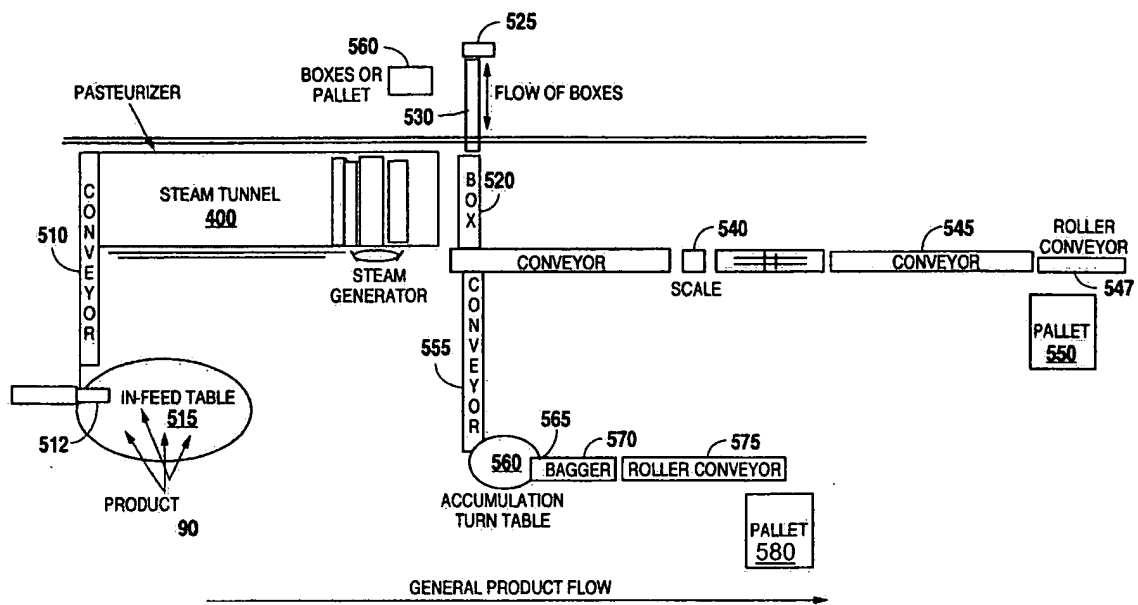 525
560
BOXES OR
PALLET
530
FLOW OF BOXES
PASTEURIZER
CONVEYOR
510
STEAM TUNNEL
400
STEAM
GENERATOR
BOX
520
CONVEYOR
540
SCALE
545
CONVEYOR
ROLLER
CONVEYOR
547
PALLET
550
CONVEYOR
555
IN-FEED TABLE
515
512
PRODUCT
90
560
ACCUMULATION
TURN TABLE
565
570
BAGGER
575
ROLLER CONVEYOR
PALLET
580
GENERAL PRODUCT FLOW